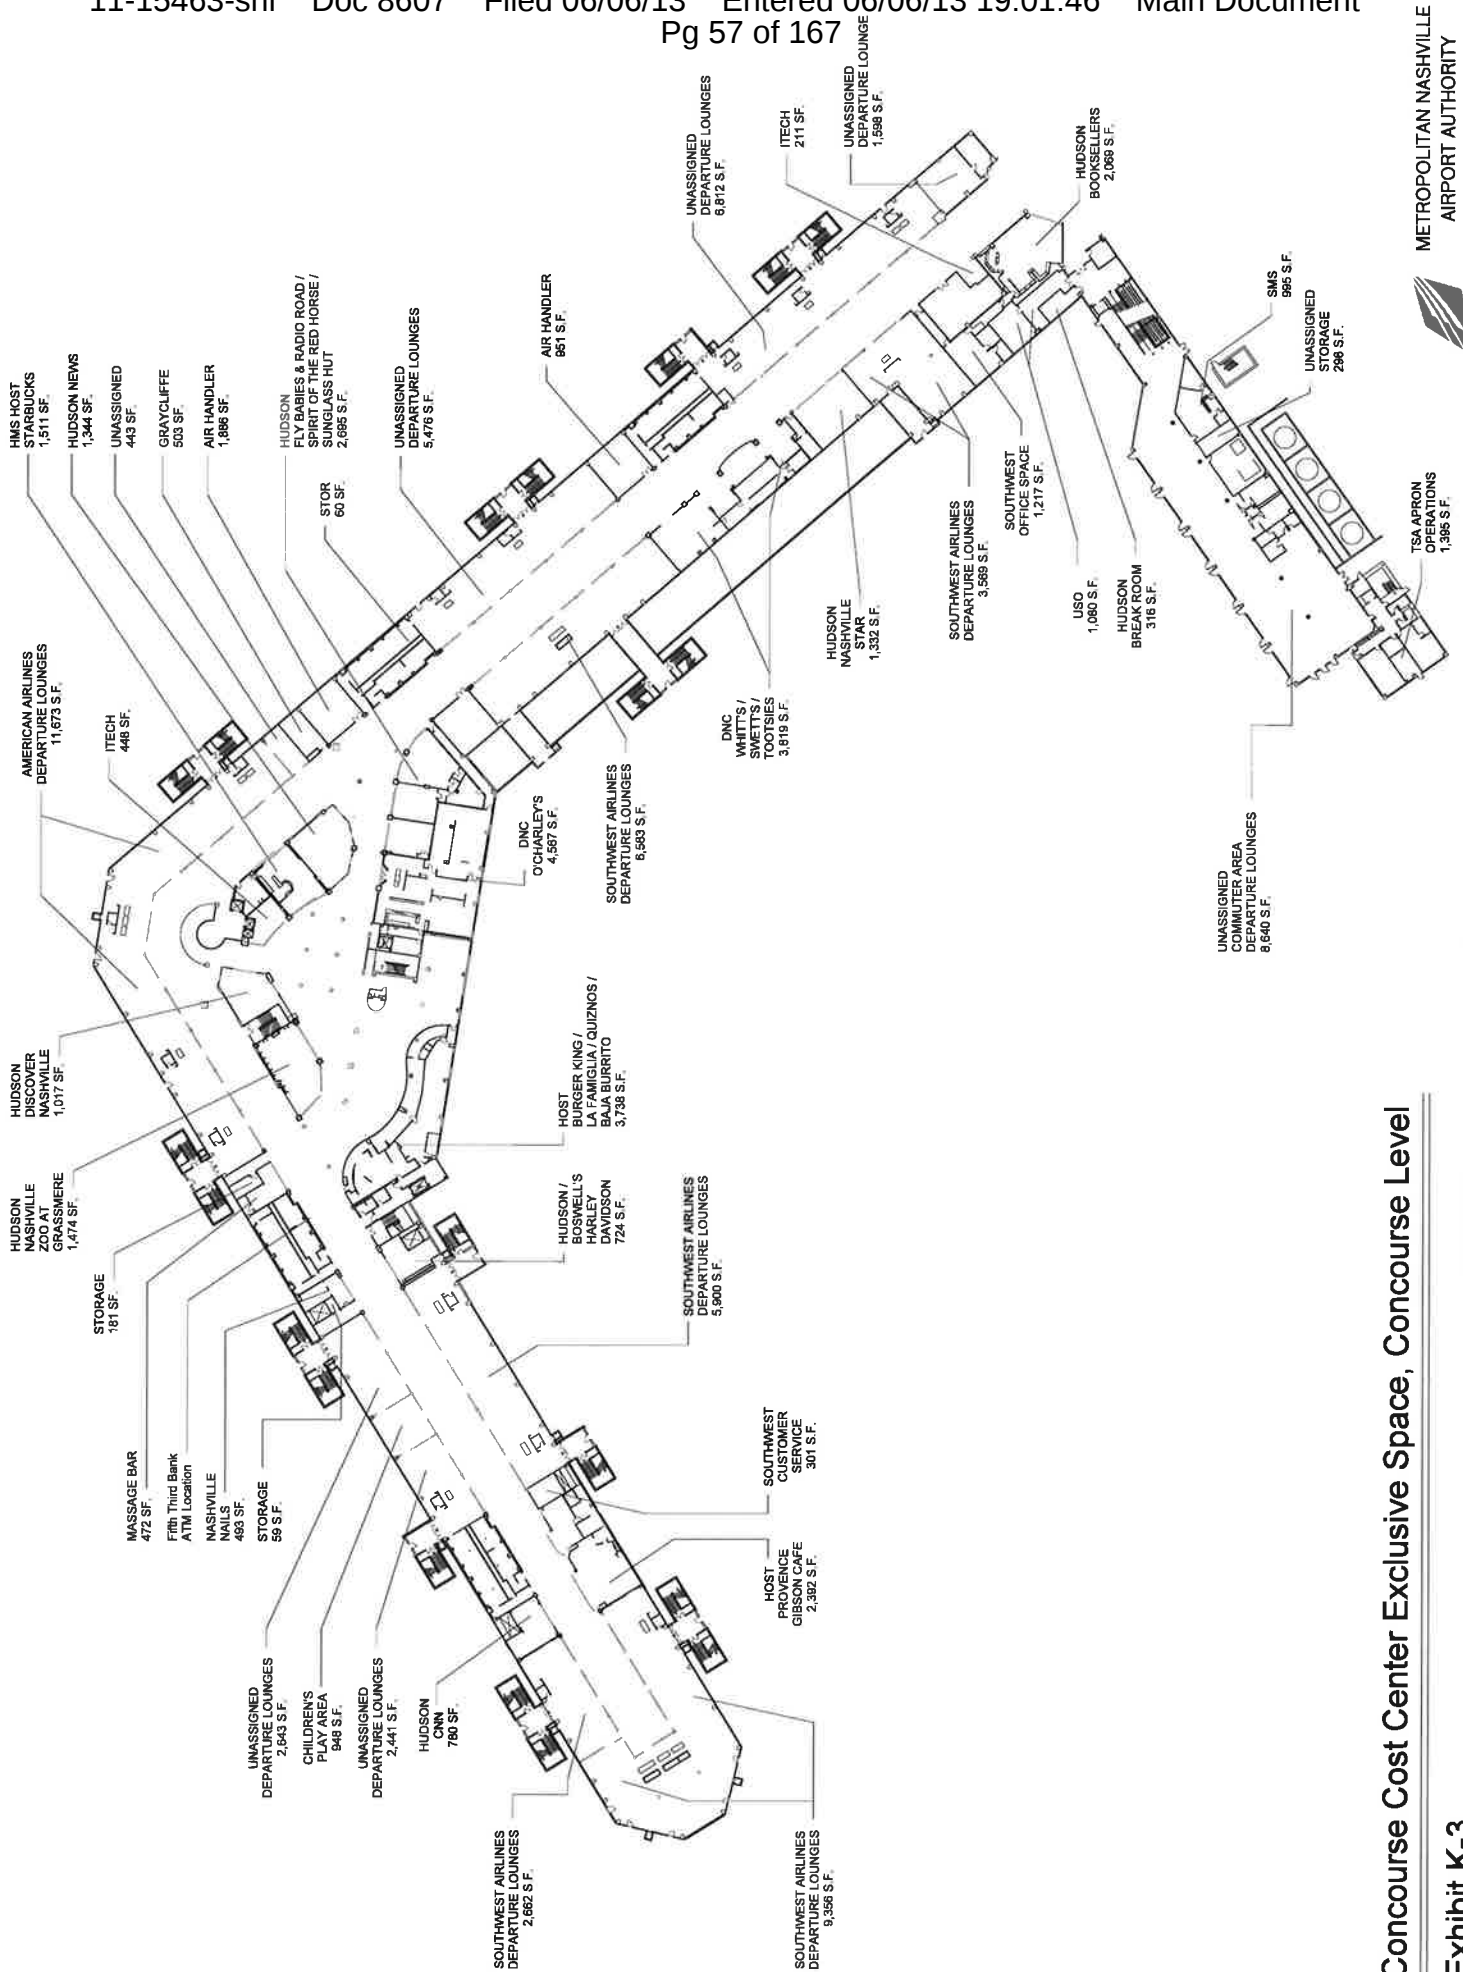 11-15463-shl Doc 8607 Filed 06/06/13 Entered 06/06/13 19:01:46 Main Document
Pg 57 of 167
METROPOLITAN NASHVILLE
AIRPORT AUTHORITY
HMS HOST
STARBUCKS
1,511 SF.
HUDSON NEWS
1,344 SF.
UNASSIGNED
443 SF.
GRAYCLIFFE
503 SF.
AIR HANDLER
1,886 SF.
HUDSON
FLY BABIES & RADIO ROAD /
SPIRIT OF THE RED HORSE /
SUNGLASS HUT
2,695 S.F.
STOR
60 SF.
UNASSIGNED
DEPARTURE LOUNGES
5,476 S.F.
AIR HANDLER
951 S.F.
UNASSIGNED
DEPARTURE LOUNGES
6,812 S.F.
ITECH
211 SF.
UNASSIGNED
DEPARTURE LOUNGE
1,598 S.F.
HUDSON
BOOKSELLERS
2,069 S.F.
SMS
995 S.F.
UNASSIGNED
STORAGE
296 S.F.
TSA APRON
OPERATIONS
1,395 S.F.
AMERICAN AIRLINES
DEPARTURE LOUNGES
11,673 S.F.
ITECH
448 SF.
DNC
O'CHARLEY'S
4,567 S.F.
SOUTHWEST AIRLINES
DEPARTURE LOUNGES
6,583 S.F.
DNC
WHITT'S /
SWETT'S /
TOOTSIES
3,819 S.F.
HUDSON
NASHVILLE
STAR
1,332 S.F.
SOUTHWEST AIRLINES
DEPARTURE LOUNGES
3,569 S.F.
SOUTHWEST
OFFICE SPACE
1,217 S.F.
USO
1,060 S.F.
HUDSON
BREAK ROOM
316 S.F.
UNASSIGNED
COMMUTER AREA
DEPARTURE LOUNGES
8,640 S.F.
HUDSON
DISCOVER
NASHVILLE
1,017 SF.
HUDSON
NASHVILLE
ZOO AT
GRASSMERE
1,474 SF.
STORAGE
181 SF.
MASSAGE BAR
472 SF.
Fifth Third Bank
ATM Location
NASHVILLE
NAILS
493 SF.
STORAGE
59 S.F.
HOST
BURGER KING /
LA FAMIGLIA / QUIZNOS /
BAJA BURRITO
3,738 S.F.
HUDSON /
BOSWELL'S
HARLEY
DAVIDSON
724 S.F.
SOUTHWEST AIRLINES
DEPARTURE LOUNGES
5,900 S.F.
SOUTHWEST
CUSTOMER
SERVICE
301 S.F.
HOST
PROVENCE
GIBSON CAFE
2,392 S.F.
UNASSIGNED
DEPARTURE LOUNGES
2,643 S.F.
CHILDREN'S
PLAY AREA
948 S.F.
UNASSIGNED
DEPARTURE LOUNGES
2,441 S.F.
HUDSON
CNN
780 SF.
SOUTHWEST AIRLINES
DEPARTURE LOUNGES
2,662 S.F.
SOUTHWEST AIRLINES
DEPARTURE LOUNGES
9,356 S.F.
Concourse Cost Center Exclusive Space, Concourse Level
Exhibit K-3